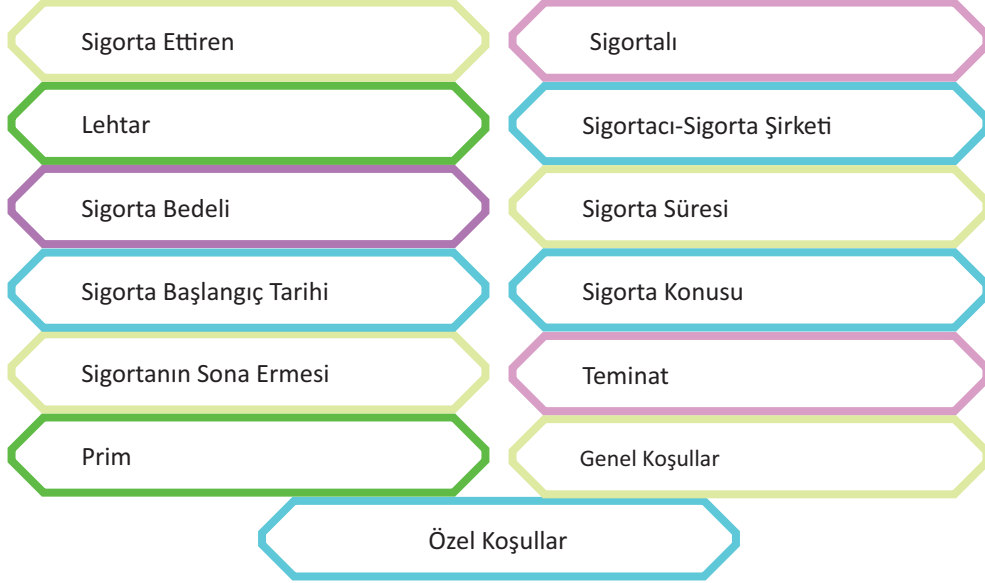 Sigorta Ettiren
Sigortalı
Lehtar
Sigortacı-Sigorta Şirketi
Sigorta Bedeli
Sigorta Süresi
Sigorta Başlangıç Tarihi
Sigorta Konusu
Sigortanın Sona Ermesi
Teminat
Prim
Genel Koşullar
Özel Koşullar